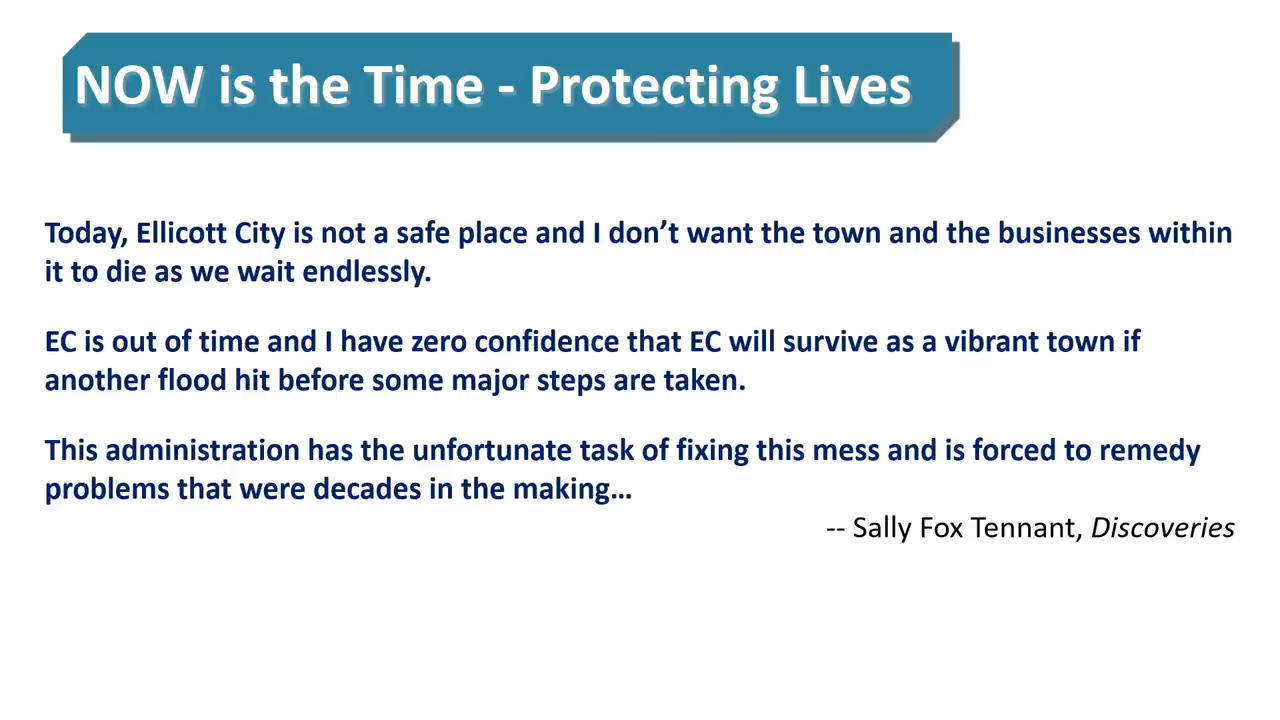 NOW is the Time - Protecting Lives
Today, Ellicott City is not a safe place and I don’t want the town and the businesses within
it to die as we wait endlessly.
EC is out of time and I have zero confidence that EC will survive as a vibrant town if
another flood hit before some major steps are taken.
This administration has the unfortunate task of fixing this mess and is forced to remedy
problems that were decades in the making…
-- Sally Fox Tennant, Discoveries